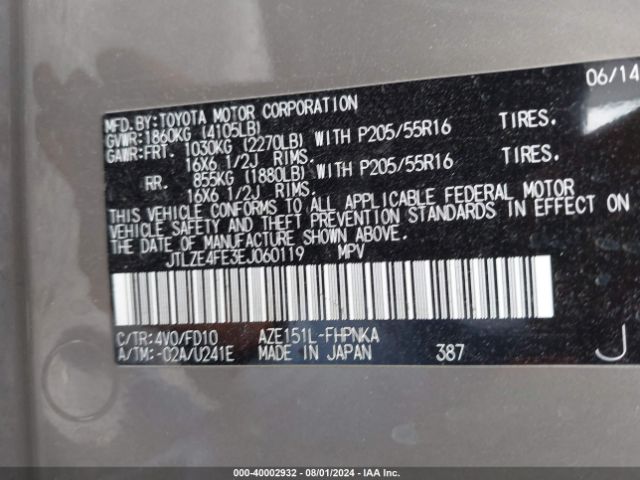 06/14
MFD.BY:TOYOTA MOTOR CORPORATION
GVWR:1860KG (4105LB)
GAWR:FRT. 1030KG (2270LB) WITH P205/55R16 TIRES.
16X6 1/2J RIMS.
RR. 855KG (1880LB) WITH P205/55R16 TIRES.
16X6 1/2J RIMS.
THIS VEHICLE CONFORMS TO ALL APPLICABLE FEDERAL MOTOR
VEHICLE SAFETY AND THEFT PREVENTION STANDARDS IN EFFECT ON
THE DATE OF MANUFACTURE SHOWN ABOVE.
JTLZE4FE3EJ060119 MPV
C/TR:4V0/FD10 AZE151L-FHPNKA
A/TM:-02A/U241E MADE IN JAPAN 387 J
000-40002932 - 08/01/2024 - IAA Inc.